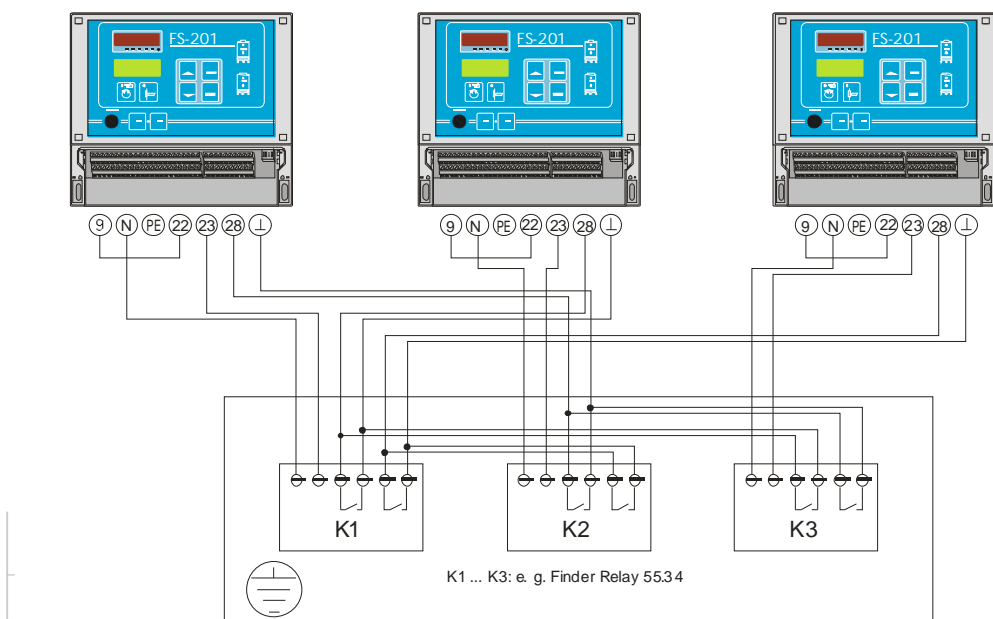 FS-201 FS-201 FS-201
9 N PE 22 23 28 ⊥ 9 N PE 22 23 28 ⊥ 9 N PE 22 23 28 ⊥
K1 K2 K3
K1 ... K3: e. g. Finder Relay 55.34